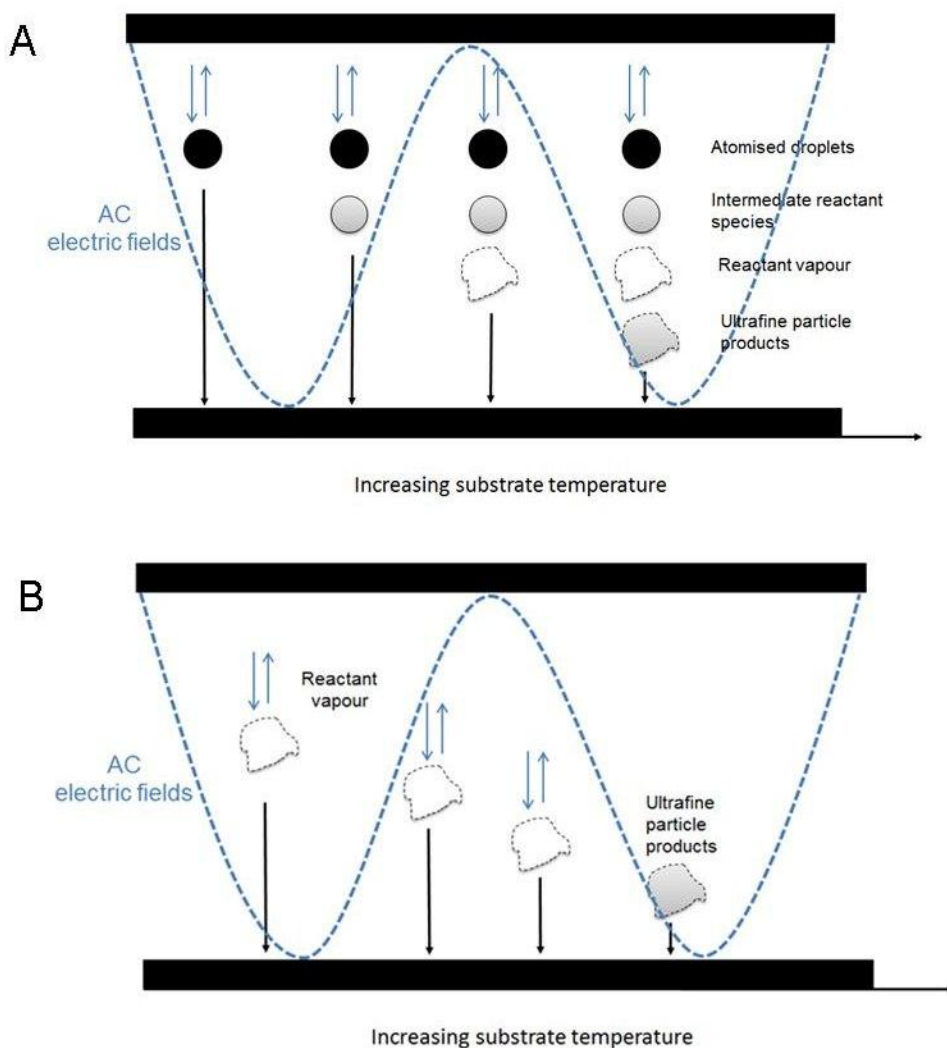 A
Atomised droplets
Intermediate reactant
species
AC
electric fields
Reactant vapour
Ultrafine particle
products
Increasing substrate temperature
B
Reactant
vapour
AC
electric fields
Ultrafine
particle
products
Increasing substrate temperature